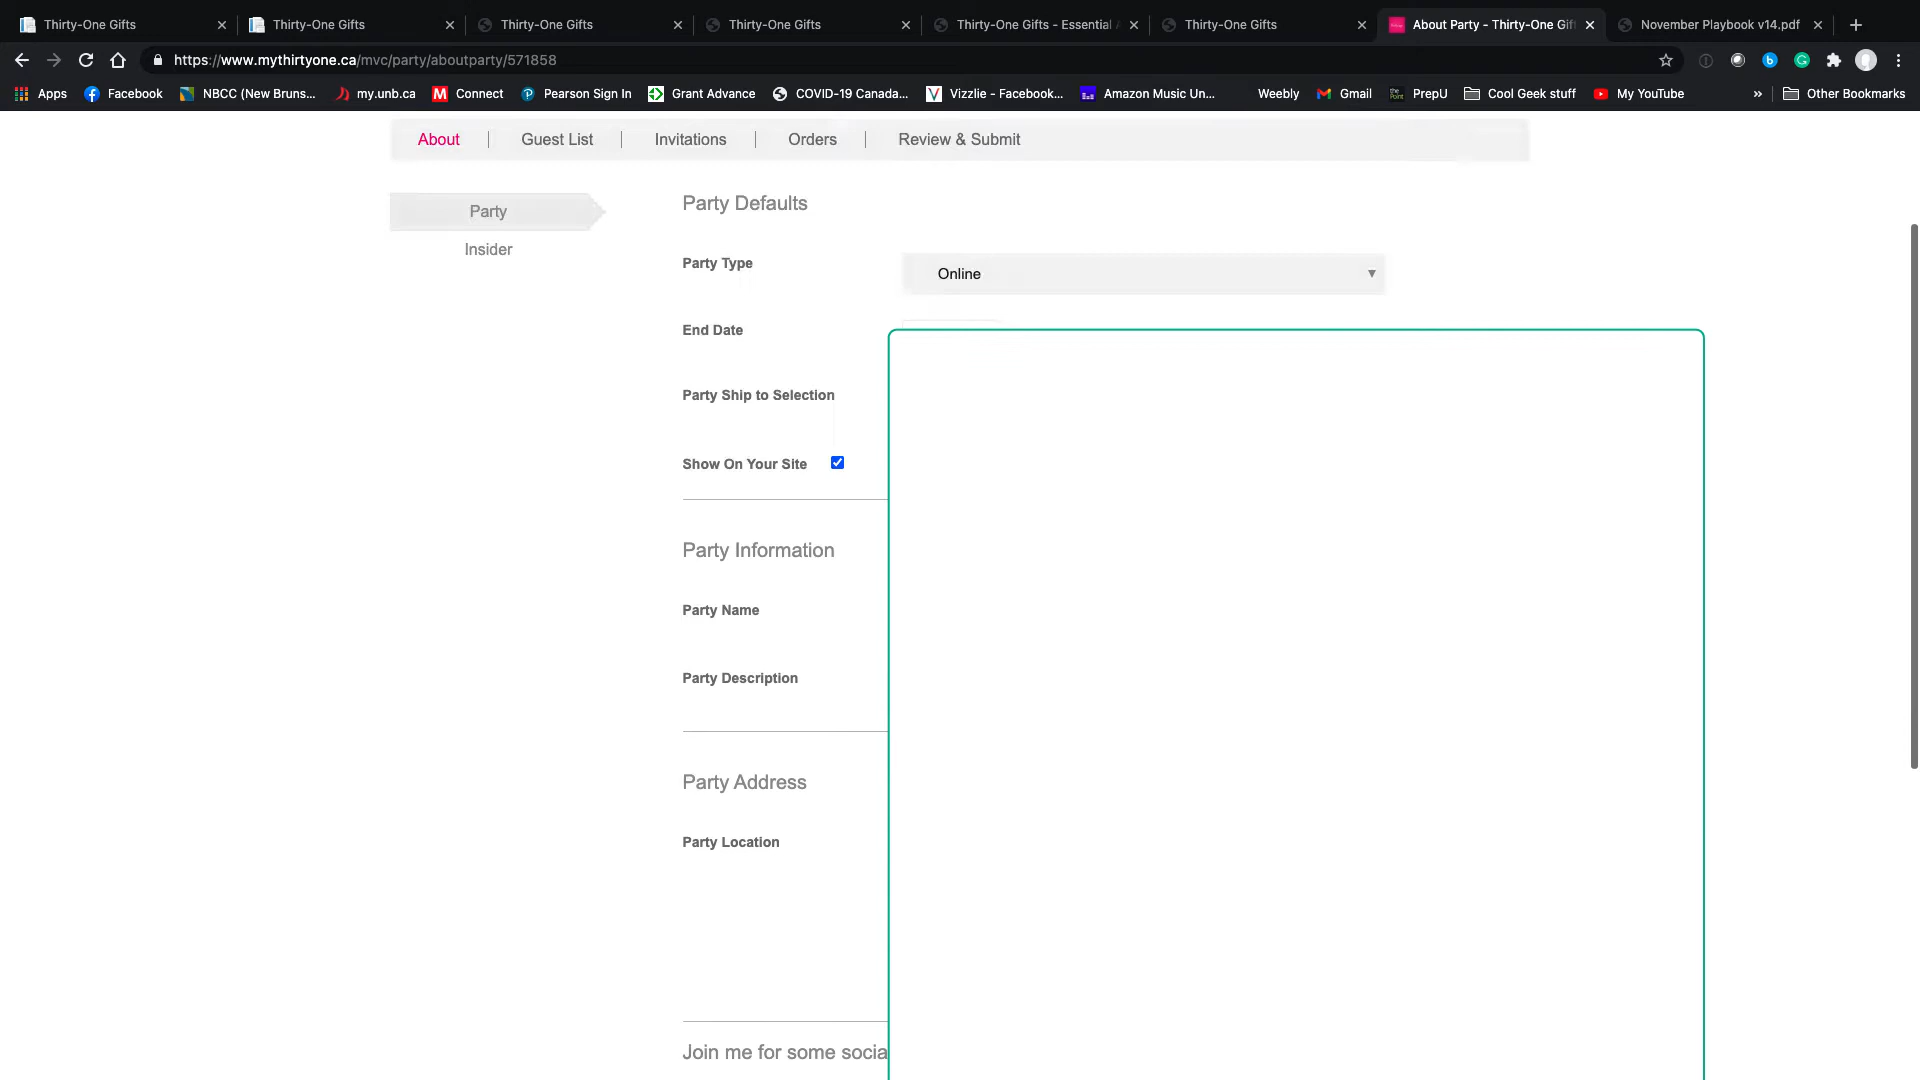 Thirty-One Gifts
Thirty-One Gifts
Thirty-One Gifts
Thirty-One Gifts
Thirty-One Gifts - Essential
Thirty-One Gifts
About Party - Thirty-One Gif
November Playbook v14.pdf
https://www.mythirtyone.ca/mvc/party/aboutparty/571858
Apps
Facebook
NBCC (New Bruns...
my.unb.ca
Connect
Pearson Sign In
Grant Advance
COVID-19 Canada...
Vizzlie - Facebook...
Amazon Music Un...
Weebly
Gmail
PrepU
Cool Geek stuff
My YouTube
»
Other Bookmarks
About | Guest List | Invitations | Orders | Review & Submit
Party
Insider
Party Defaults
Party Type
Online
End Date
Party Ship to Selection
Show On Your Site
Party Information
Party Name
Party Description
Party Address
Party Location
Join me for some socia